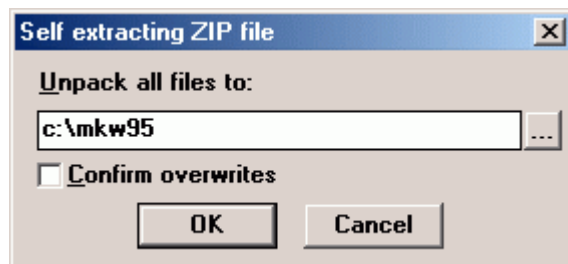 Self extracting ZIP file
Unpack all files to:
c:\mkw95
...
Confirm overwrites
OK Cancel